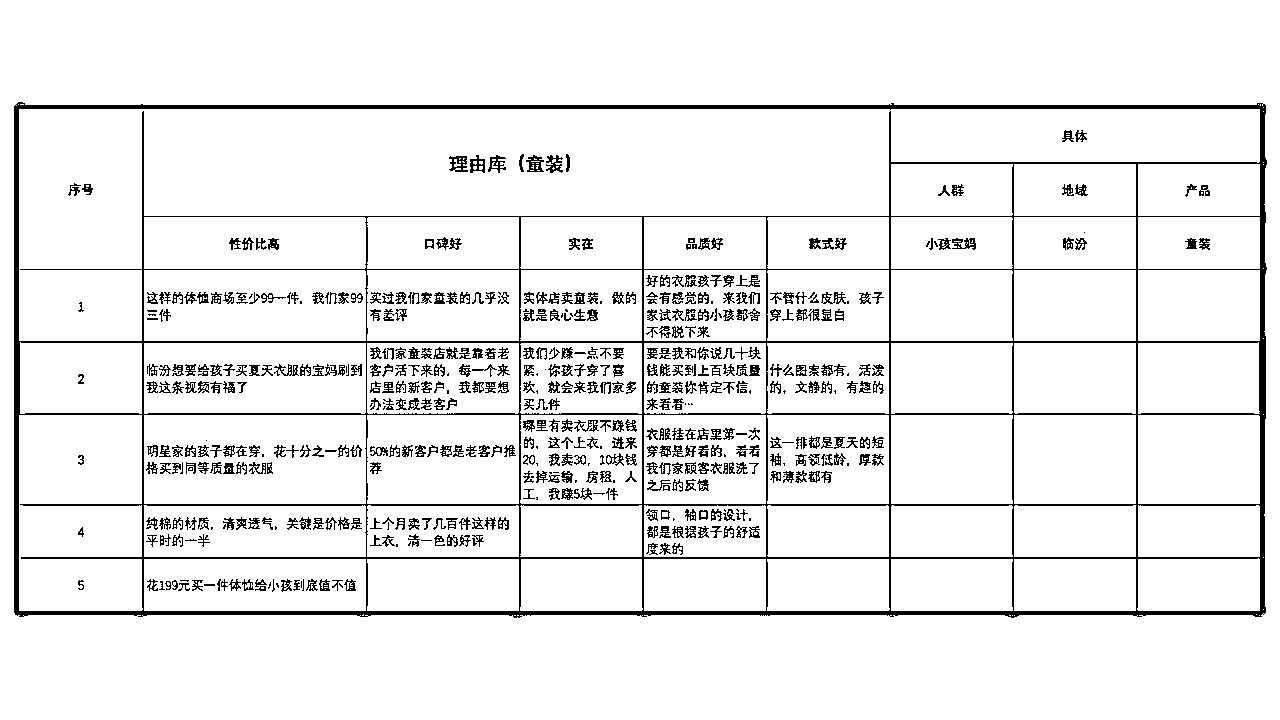 序号
理由库（童装）
具体
人群
地域
产品
性价比高
口碑好
实在
品质好
款式好
小孩宝妈
临汾
童装
1
这样的体恤商场至少99一件，我们家99
三件
买过我们家童装的几乎没
有差评
实体店卖童装，做的
就是良心生意
好的衣服孩子穿上是
会有感觉的，来我们
家试衣服的小孩都舍
不得脱下来
不管什么皮肤，孩子
穿上都很显白
2
临汾想要给孩子买夏天衣服的宝妈刷到
我这条视频有福了
我们家童装店就是靠着老
客户活下来的，每一个来
店里的新客户，我都要想
办法变成老客户
我们少赚一点不要
紧，你孩子穿了喜
欢，就会来我们家多
买几件
要是我和你说几十块
钱能买到上百块质量
的童装你肯定不信，
来看看…
什么图案都有，活泼
的，文静的，有趣的
3
明星家的孩子都在穿，花十分之一的价
格买到同等质量的衣服
50%的新客户都是老客户推
荐
哪里有卖衣服不赚钱
的，这个上衣，进来
20，我卖30，10块钱
去掉运输，房租，人
工，我赚5块一件
衣服挂在店里第一次
穿都是好看的，看看
我们家顾客衣服洗了
之后的反馈
这一排都是夏天的短
袖，高领低龄，厚款
和薄款都有
4
纯棉的材质，清爽透气，关键是价格是
平时的一半
上个月卖了几百件这样的
上衣，清一色的好评
领口，袖口的设计，
都是根据孩子的舒适
度来的
5
花199元买一件体恤给小孩到底值不值